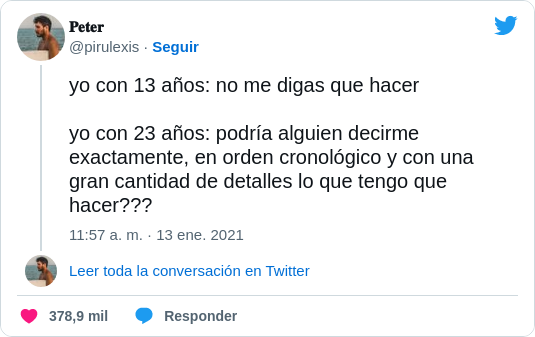 Peter
@pirulexis · Seguir
yo con 13 años: no me digas que hacer
yo con 23 años: podría alguien decirme
exactamente, en orden cronológico y con una
gran cantidad de detalles lo que tengo que
hacer???
11:57 a. m. · 13 ene. 2021
Leer toda la conversación en Twitter
378,9 mil Responder